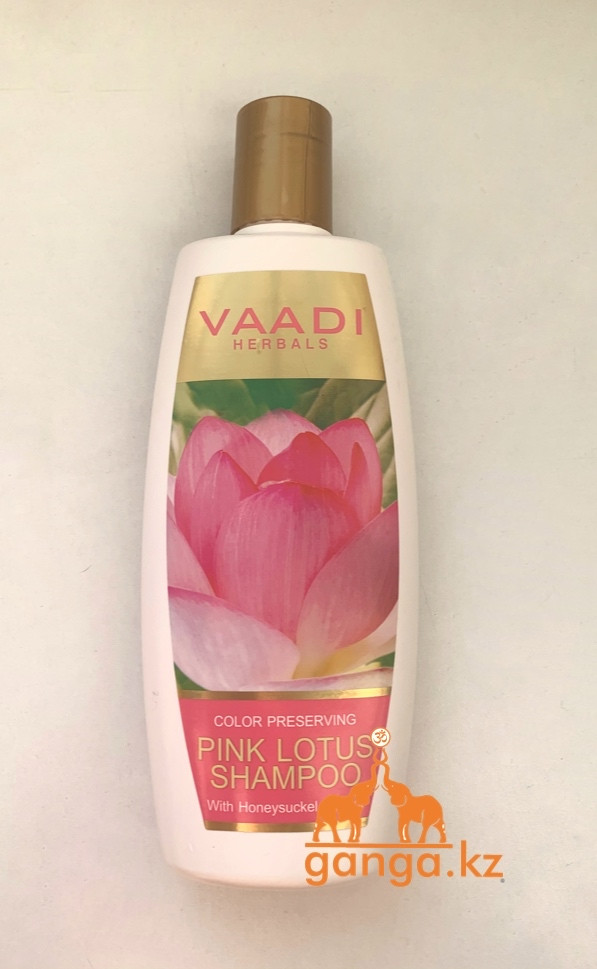 VAADI
HERBALS
COLOR PRESERVING
PINK LOTUS
SHAMPOO
With Honeysuckel
ॐ
ganga.kz